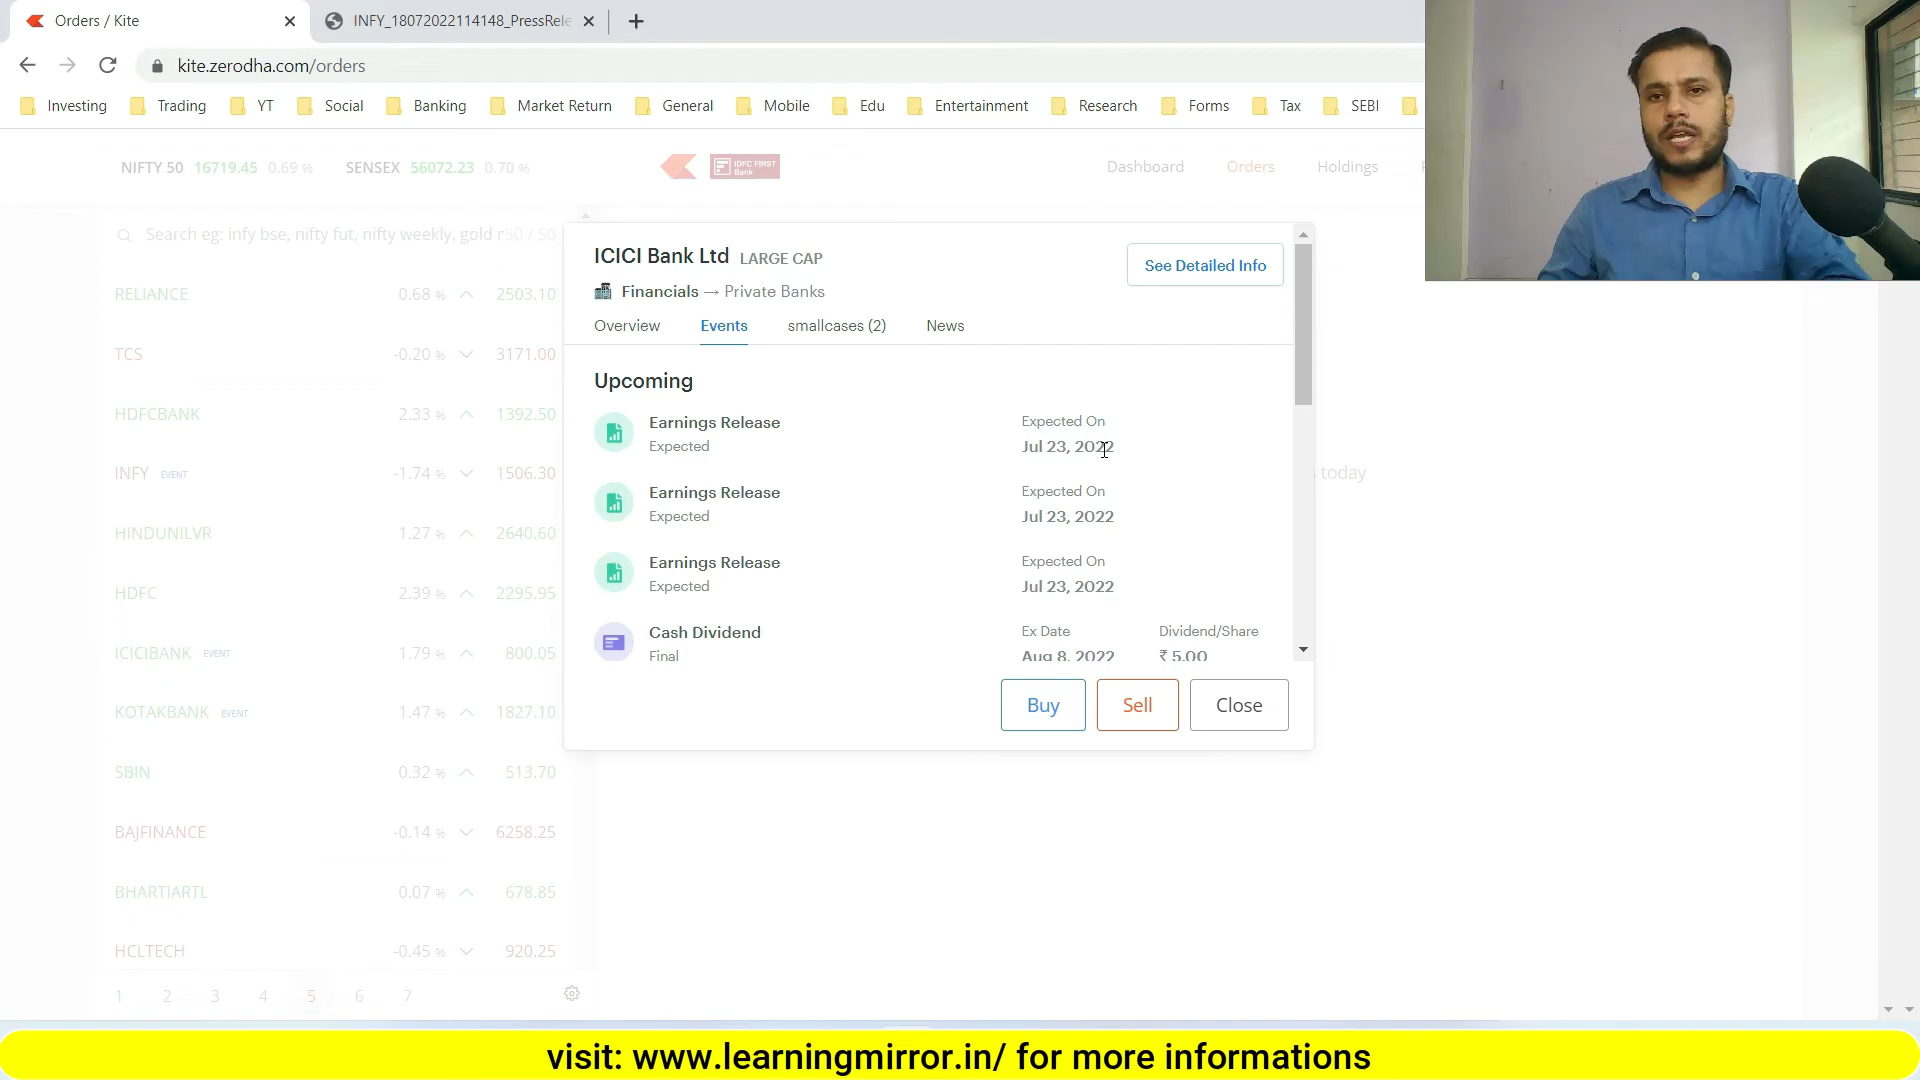 Orders / Kite
INFY_18072022114148_PressRele
kite.zerodha.com/orders
Investing Trading YT Social Banking Market Return General Mobile Edu Entertainment Research Forms Tax SEBI
NIFTY 50 16719.45 0.69 % SENSEX 56072.23 0.70 %
IDFC FIRST
Bank
Dashboard Orders Holdings
Search eg: infy bse, nifty fut, nifty weekly, gold 50 / 50
RELIANCE 0.68 % 2503.10
TCS -0.20 % 3171.00
HDFCBANK 2.33 % 1392.50
INFY EVENT -1.74 % 1506.30
HINDUNILVR 1.27 % 2640.60
HDFC 2.39 % 2295.95
ICICIBANK EVENT 1.79 % 800.05
KOTAKBANK EVENT 1.47 % 1827.10
SBIN 0.32 % 513.70
BAJFINANCE -0.14 % 6258.25
BHARTIARTL 0.07 % 678.85
HCLTECH -0.45 % 920.25
1 2 3 4 5 6 7
ICICI Bank Ltd LARGE CAP
See Detailed Info
Financials → Private Banks
Overview Events smallcases (2) News
Upcoming
Earnings Release Expected On
Expected Jul 23, 2022
Earnings Release Expected On
Expected Jul 23, 2022
Earnings Release Expected On
Expected Jul 23, 2022
Cash Dividend Ex Date Dividend/Share
Final Aug 8, 2022 ₹ 5.00
Buy Sell Close
today
visit: www.learningmirror.in/ for more informations